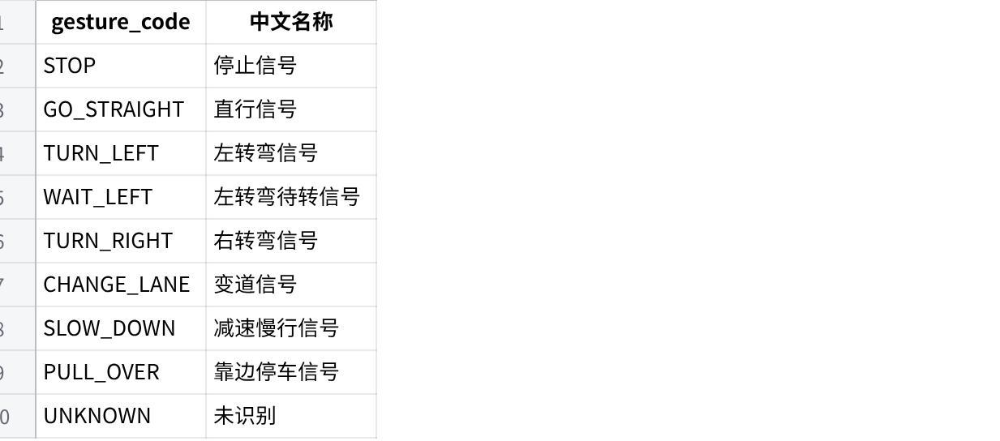 gesture_code 中文名称
STOP 停止信号
GO_STRAIGHT 直行信号
TURN_LEFT 左转弯信号
WAIT_LEFT 左转弯待转信号
TURN_RIGHT 右转弯信号
CHANGE_LANE 变道信号
SLOW_DOWN 减速慢行信号
PULL_OVER 靠边停车信号
UNKNOWN 未识别